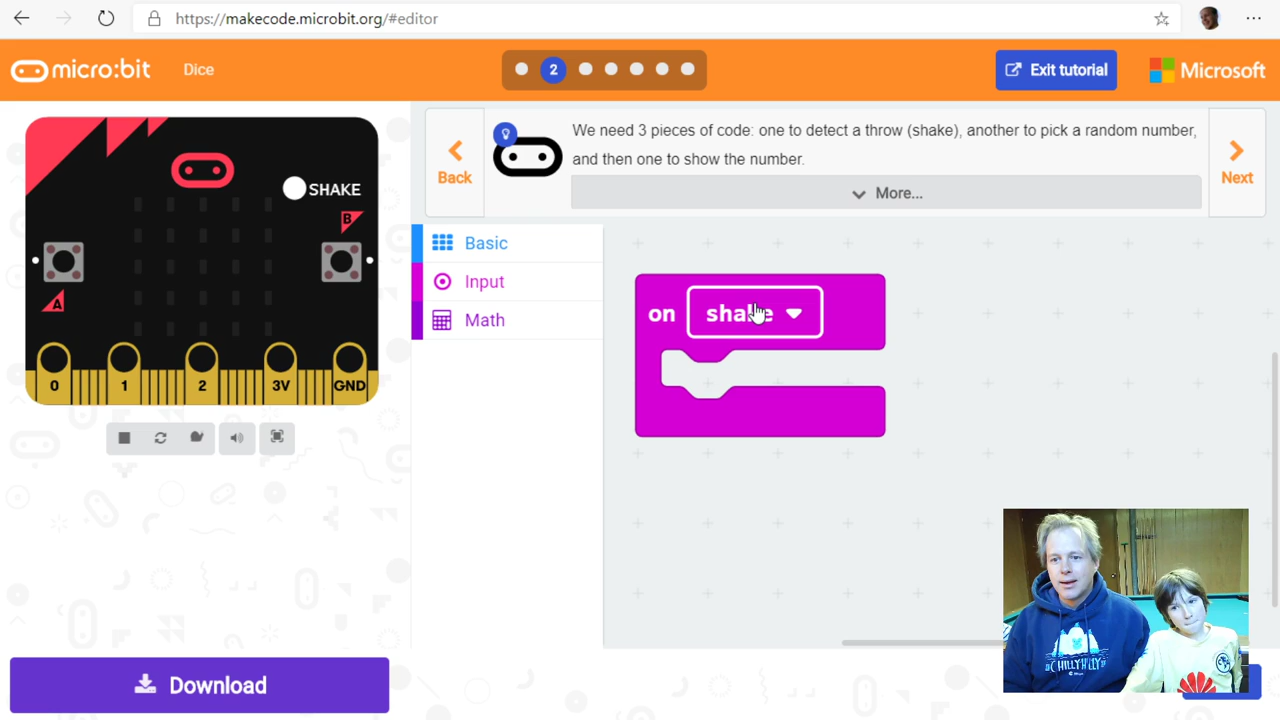 https://makecode.microbit.org/#editor
micro:bit
Dice
2
Exit tutorial
Microsoft
Back
We need 3 pieces of code: one to detect a throw (shake), another to pick a random number,
and then one to show the number.
More...
Next
SHAKE
B
A
0 1 2 3V GND
Basic
Input
Math
on shake
Download